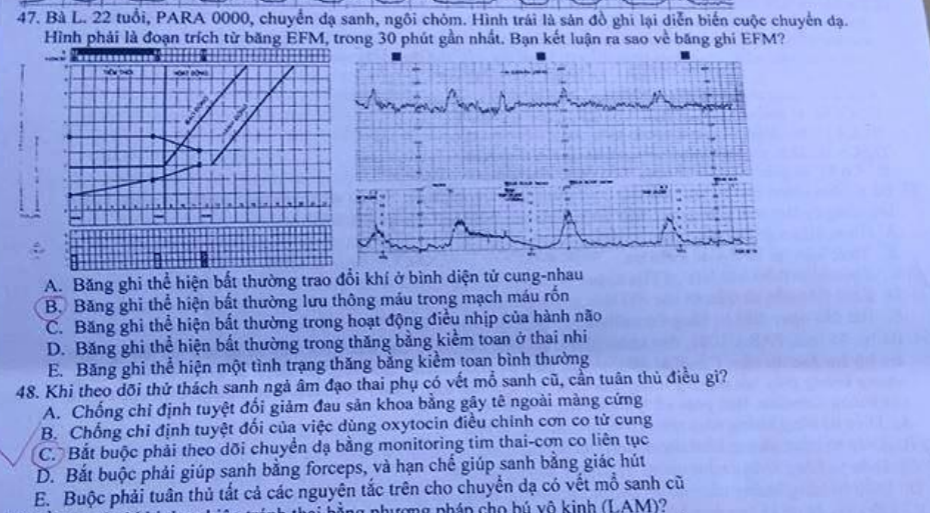 47. Bà L. 22 tuổi, PARA 0000, chuyển dạ sanh, ngôi chỏm. Hình trái là sản đồ ghi lại diễn biến cuộc chuyển dạ.
Hình phải là đoạn trích từ băng EFM, trong 30 phút gần nhất. Bạn kết luận ra sao về băng ghi EFM?
A. Băng ghi thể hiện bất thường trao đổi khí ở bình diện tử cung-nhau
B. Băng ghi thể hiện bất thường lưu thông máu trong mạch máu rốn
C. Băng ghi thể hiện bất thường trong hoạt động điều nhịp của hành não
D. Băng ghi thể hiện bất thường trong thăng bằng kiềm toan ở thai nhi
E. Băng ghi thể hiện một tình trạng thăng bằng kiềm toan bình thường
48. Khi theo dõi thử thách sanh ngả âm đạo thai phụ có vết mổ sanh cũ, cần tuân thủ điều gì?
A. Chống chỉ định tuyệt đối giảm đau sản khoa bằng gây tê ngoài màng cứng
B. Chống chỉ định tuyệt đối của việc dùng oxytocin điều chỉnh cơn co tử cung
C. Bắt buộc phải theo dõi chuyển dạ bằng monitoring tim thai-cơn co liên tục
D. Bắt buộc phải giúp sanh bằng forceps, và hạn chế giúp sanh bằng giác hút
E. Buộc phải tuân thủ tất cả các nguyên tắc trên cho chuyển dạ có vết mổ sanh cũ
phương pháp cho bú vô kinh (LAM)?